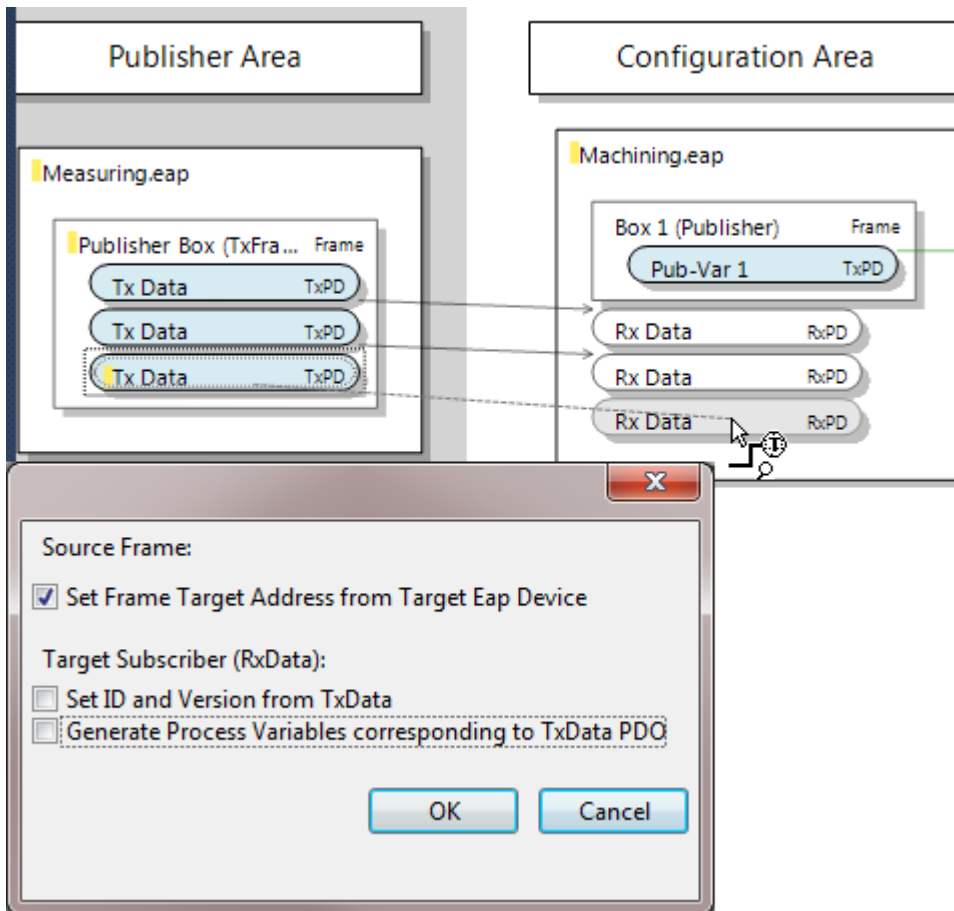 Publisher Area
Configuration Area
Measuring.eap
Publisher Box (TxFra... Frame
Tx Data TxPD
Tx Data TxPD
Tx Data TxPD
Machining.eap
Box 1 (Publisher) Frame
Pub-Var 1 TxPD
Rx Data RxPD
Rx Data RxPD
Rx Data RxPD
Source Frame:
Set Frame Target Address from Target Eap Device
Target Subscriber (RxData):
Set ID and Version from TxData
Generate Process Variables corresponding to TxData PDO
OK Cancel